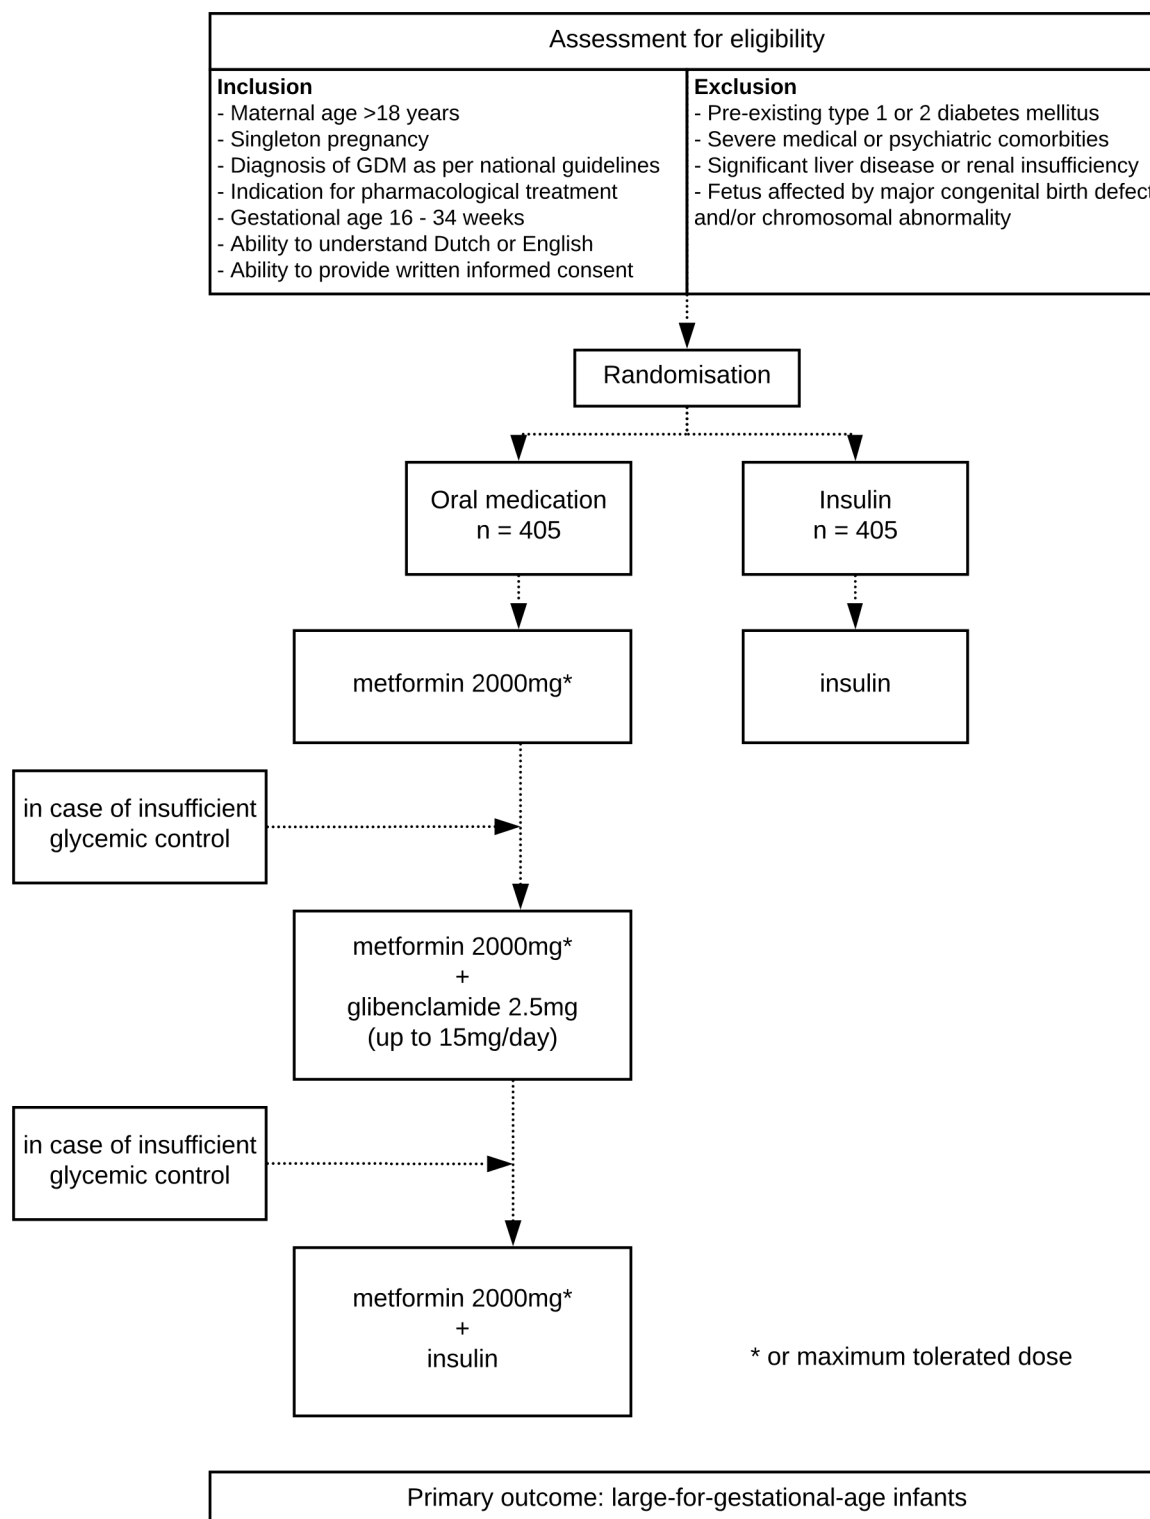 Assessment for eligibility
Inclusion
- Maternal age >18 years
- Singleton pregnancy
- Diagnosis of GDM as per national guidelines
- Indication for pharmacological treatment
- Gestational age 16 - 34 weeks
- Ability to understand Dutch or English
- Ability to provide written informed consent
Exclusion
- Pre-existing type 1 or 2 diabetes mellitus
- Severe medical or psychiatric comorbities
- Significant liver disease or renal insufficiency
- Fetus affected by major congenital birth defect
and/or chromosomal abnormality
Randomisation
Oral medication
n = 405
Insulin
n = 405
metformin 2000mg*
insulin
in case of insufficient
glycemic control
metformin 2000mg*
+
glibenclamide 2.5mg
(up to 15mg/day)
in case of insufficient
glycemic control
metformin 2000mg*
+
insulin
* or maximum tolerated dose
Primary outcome: large-for-gestational-age infants